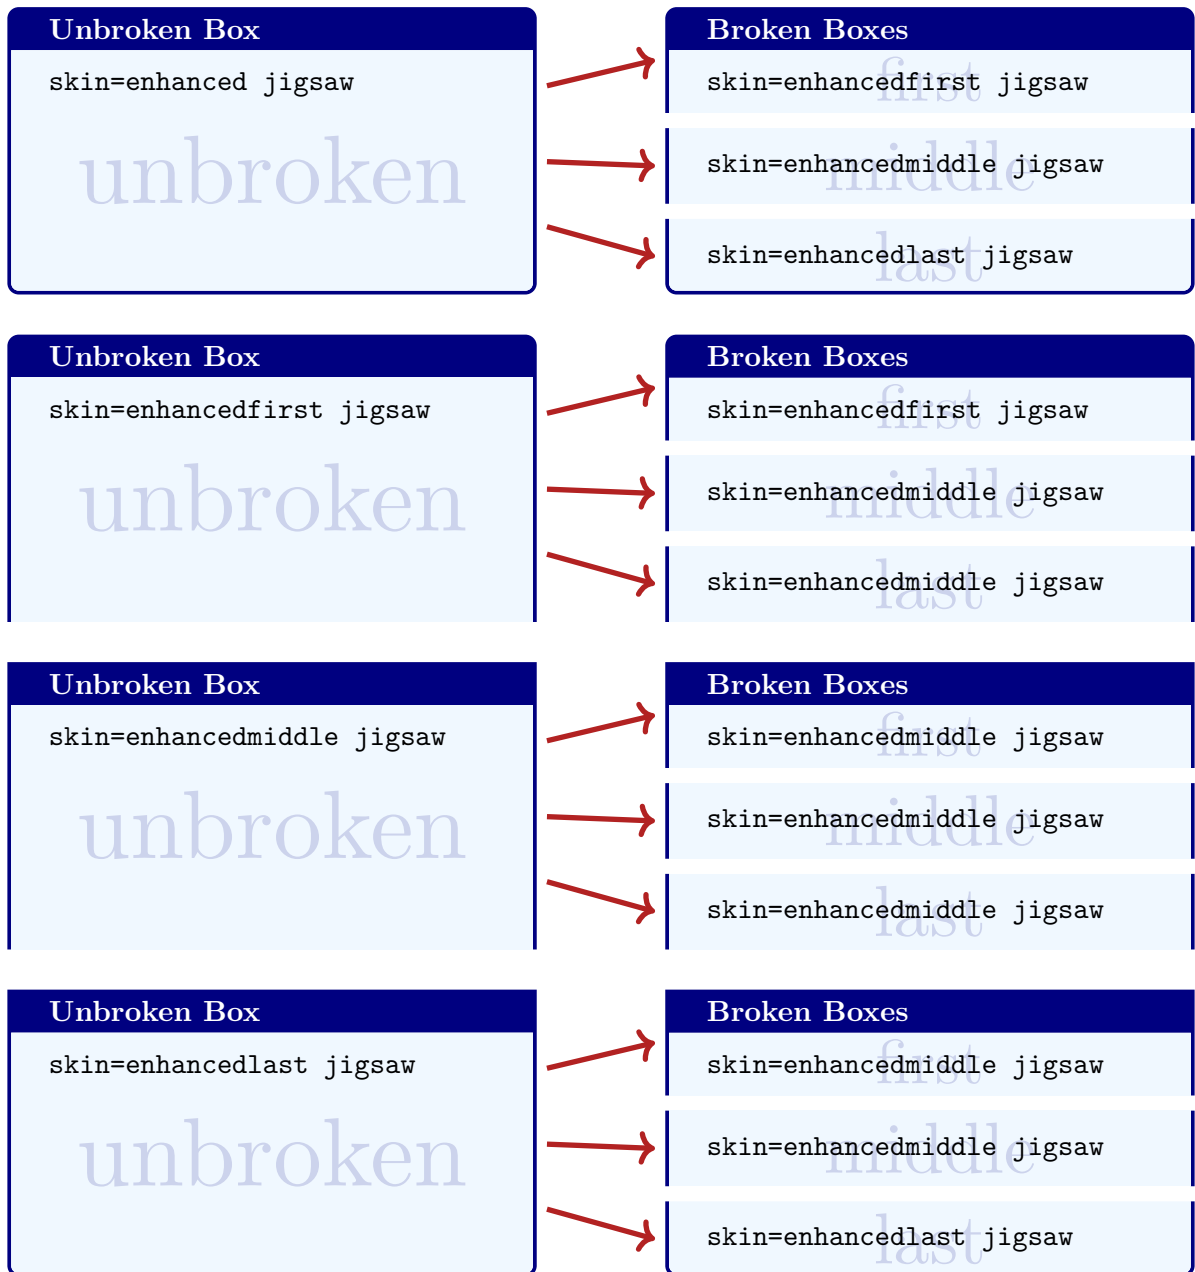 Unbroken Box
skin=enhanced jigsaw
unbroken
Broken Boxes
first
skin=enhancedfirst jigsaw
middle
skin=enhancedmiddle jigsaw
last
skin=enhancedlast jigsaw
Unbroken Box
skin=enhancedfirst jigsaw
unbroken
Broken Boxes
first
skin=enhancedfirst jigsaw
middle
skin=enhancedmiddle jigsaw
last
skin=enhancedmiddle jigsaw
Unbroken Box
skin=enhancedmiddle jigsaw
unbroken
Broken Boxes
first
skin=enhancedmiddle jigsaw
middle
skin=enhancedmiddle jigsaw
last
skin=enhancedmiddle jigsaw
Unbroken Box
skin=enhancedlast jigsaw
unbroken
Broken Boxes
first
skin=enhancedmiddle jigsaw
middle
skin=enhancedmiddle jigsaw
last
skin=enhancedlast jigsaw